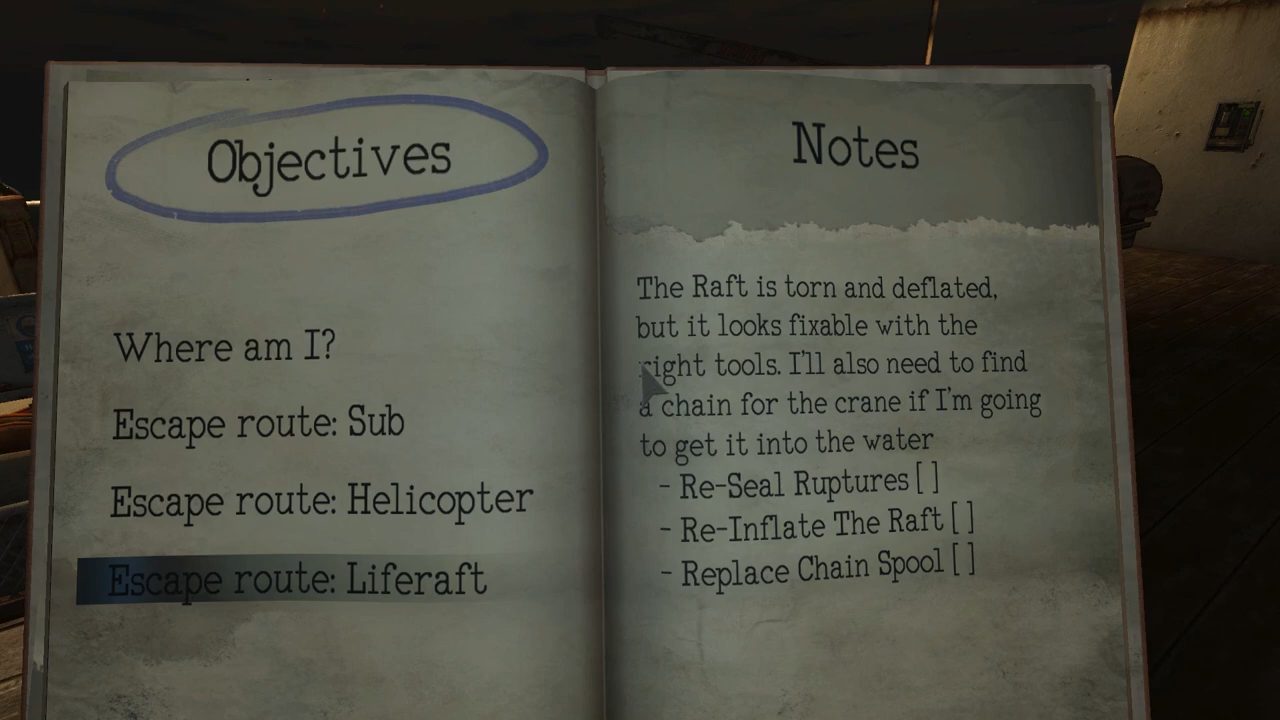 Objectives
Where am I?
Escape route: Sub
Escape route: Helicopter
Escape route: Liferaft
Notes
The Raft is torn and deflated,
but it looks fixable with the
right tools. I'll also need to find
a chain for the crane if I'm going
to get it into the water
- Re-Seal Ruptures [ ]
- Re-Inflate The Raft [ ]
- Replace Chain Spool [ ]